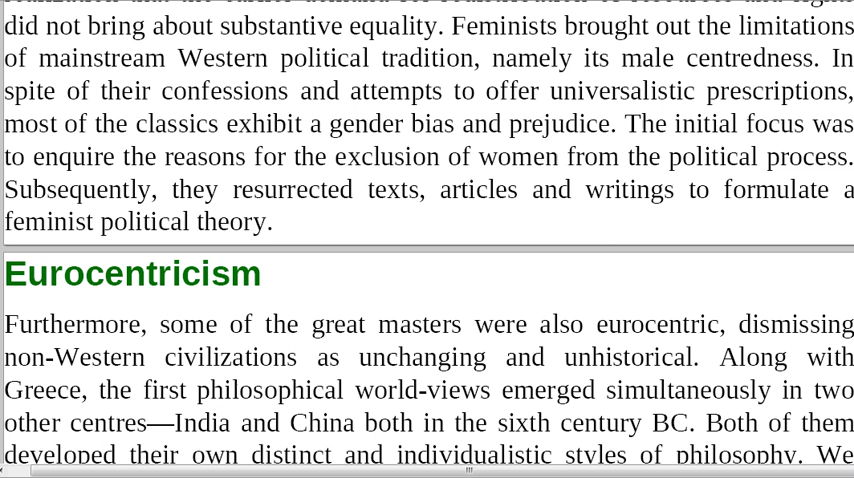 did not bring about substantive equality. Feminists brought out the limitations
of mainstream Western political tradition, namely its male centredness. In
spite of their confessions and attempts to offer universalistic prescriptions,
most of the classics exhibit a gender bias and prejudice. The initial focus was
to enquire the reasons for the exclusion of women from the political process.
Subsequently, they resurrected texts, articles and writings to formulate a
feminist political theory.
Eurocentricism
Furthermore, some of the great masters were also eurocentric, dismissing
non-Western civilizations as unchanging and unhistorical. Along with
Greece, the first philosophical world-views emerged simultaneously in two
other centres—India and China both in the sixth century BC. Both of them
developed their own distinct and individualistic styles of philosophy. We